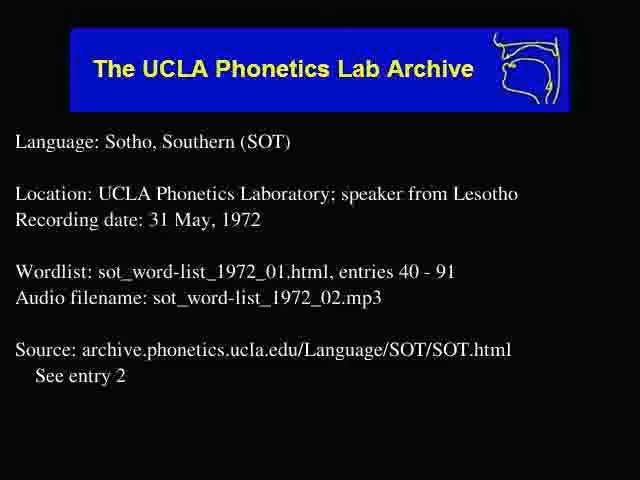 The UCLA Phonetics Lab Archive
Language: Sotho, Southern (SOT)
Location: UCLA Phonetics Laboratory; speaker from Lesotho
Recording date: 31 May, 1972
Wordlist: sot_word-list_1972_01.html, entries 40 - 91
Audio filename: sot_word-list_1972_02.mp3
Source: archive.phonetics.ucla.edu/Language/SOT/SOT.html
See entry 2